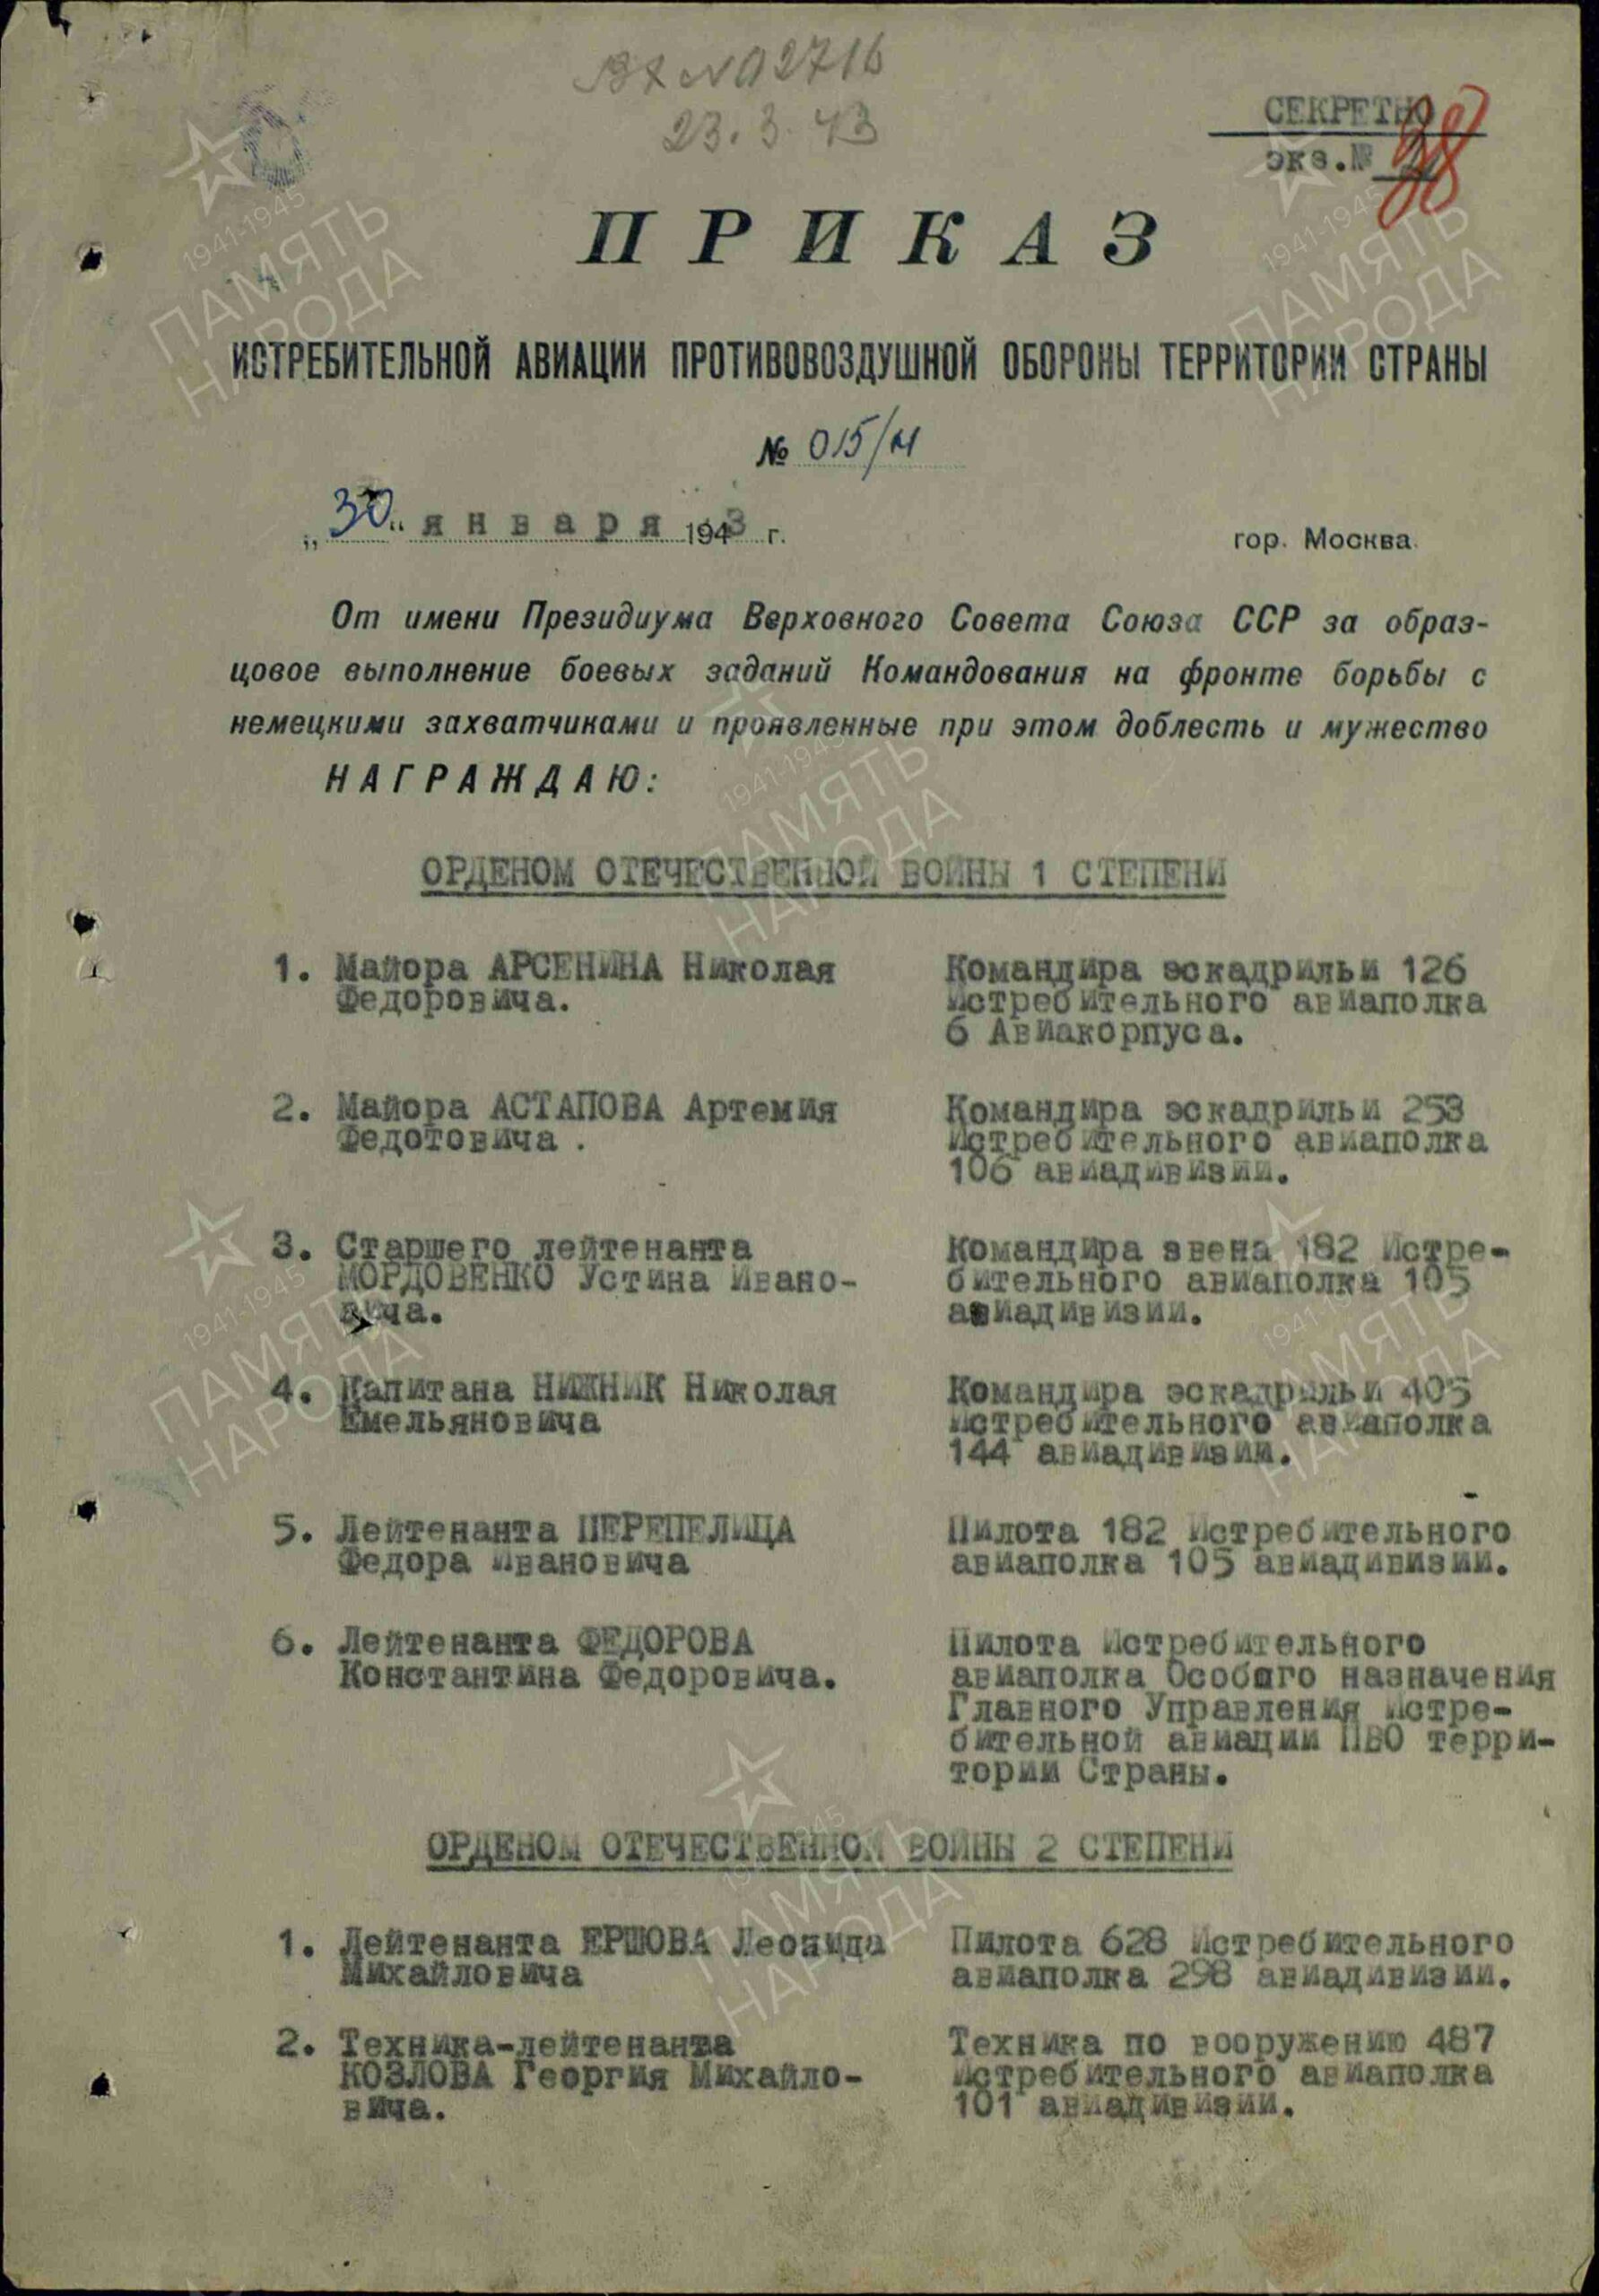 Вх №02716
23.3.43
СЕКРЕТНО
экз.№
38
ПРИКАЗ
ИСТРЕБИТЕЛЬНОЙ АВИАЦИИ ПРОТИВОВОЗДУШНОЙ ОБОРОНЫ ТЕРРИТОРИИ СТРАНЫ
№ 015/н
„30“ января 1943 г.
гор. Москва.
От имени Президиума Верховного Совета Союза ССР за образ-
цовое выполнение боевых заданий Командования на фронте борьбы с
немецкими захватчиками и проявленные при этом доблесть и мужество
НАГРАЖДАЮ:
ОРДЕНОМ ОТЕЧЕСТВЕННОЙ ВОЙНЫ 1 СТЕПЕНИ
1. Майора АРСЕНИНА Николая
Федоровича.
Командира эскадрильи 126
Истребительного авиаполка
6 Авиакорпуса.
2. Майора АСТАПОВА Артемия
Федотовича .
Командира эскадрильи 253
Истребительного авиаполка
106 авиадивизии.
3. Старшего лейтенанта
МОРДОВЕНКО Устина Ивано-
вича.
Командира звена 182 Истре-
бительного авиаполка 105
авиадивизии.
4. Капитана НИЖНИК Николая
Емельяновича
Командира эскадрильи 405
Истребительного авиаполка
144 авиадивизии.
5. Лейтенанта ПЕРЕПЕЛИЦА
Федора Ивановича
Пилота 182 Истребительного
авиаполка 105 авиадивизии.
6. Лейтенанта ФЕДОРОВА
Константина Федоровича.
Пилота Истребительного
авиаполка Особого назначения
Главного Управления Истре-
бительной авиации ПВО терри-
тории Страны.
ОРДЕНОМ ОТЕЧЕСТВЕННОЙ ВОЙНЫ 2 СТЕПЕНИ
1. Лейтенанта ЕРШОВА Леонида
Михайловича
Пилота 628 Истребительного
авиаполка 298 авиадивизии.
2. Техника-лейтенанта
КОЗЛОВА Георгия Михайло-
вича.
Техника по вооружению 487
Истребительного авиаполка
101 авиадивизии.
1941-1945
ПАМЯТЬ
НАРОДА